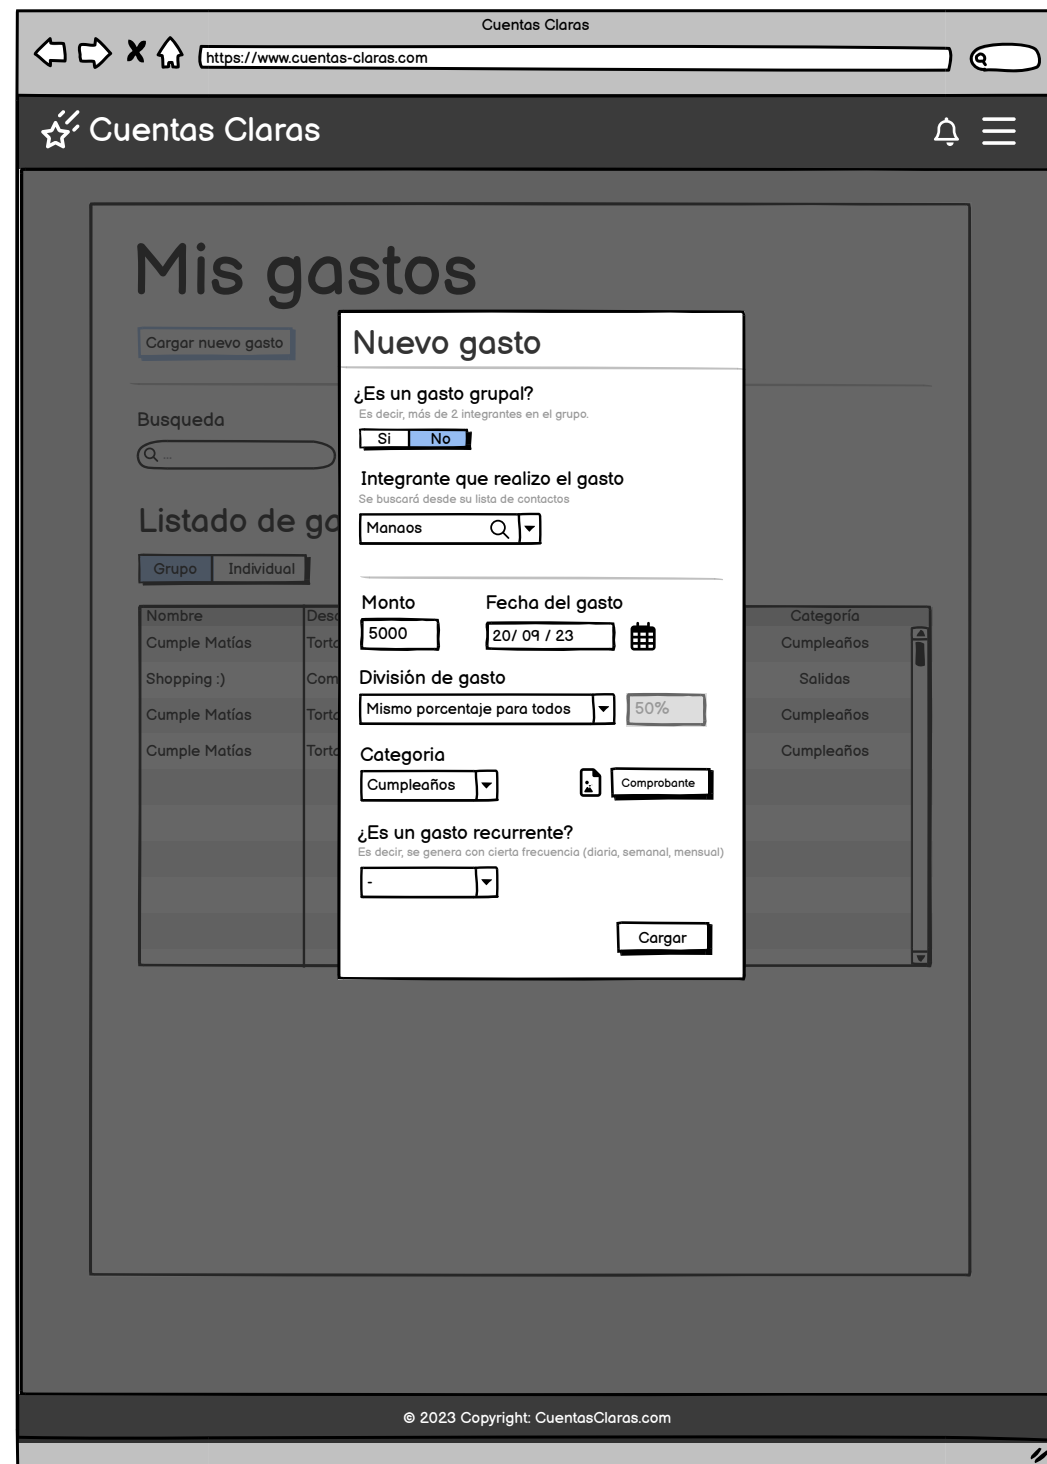 Cuentas Claras
https://www.cuentas-claras.com
Cuentas Claras
Mis gastos
Cargar nuevo gasto
Busqueda
...
Listado de ga
Grupo Individual
Nombre Desc Categoría
Cumple Matías Torta Cumpleaños
Shopping :) Com Salidas
Cumple Matías Torta Cumpleaños
Cumple Matías Torta Cumpleaños
Nuevo gasto
¿Es un gasto grupal?
Es decir, más de 2 integrantes en el grupo.
Si No
Integrante que realizo el gasto
Se buscará desde su lista de contactos
Manaos
Monto Fecha del gasto
5000 20/ 09 / 23
División de gasto
Mismo porcentaje para todos 50%
Categoria
Cumpleaños Comprobante
¿Es un gasto recurrente?
Es decir, se genera con cierta frecuencia (diaria, semanal, mensual)
-
Cargar
© 2023 Copyright: CuentasClaras.com